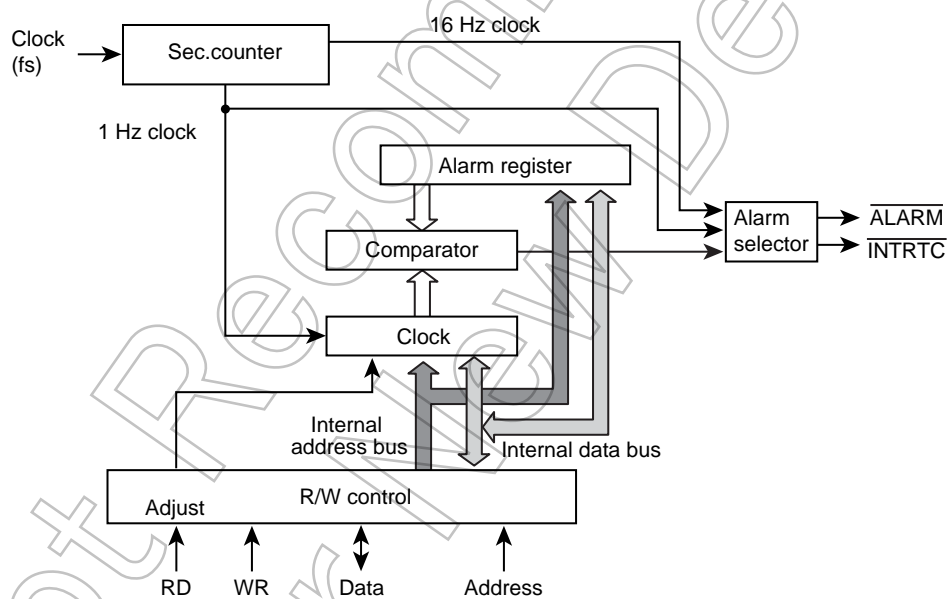 16 Hz clock
Clock
(fs)
Sec.counter
1 Hz clock
Alarm register
Alarm
selector
ALARM
INTRTC
Comparator
Clock
Internal
address bus
Internal data bus
R/W control
Adjust
RD
WR
Data
Address